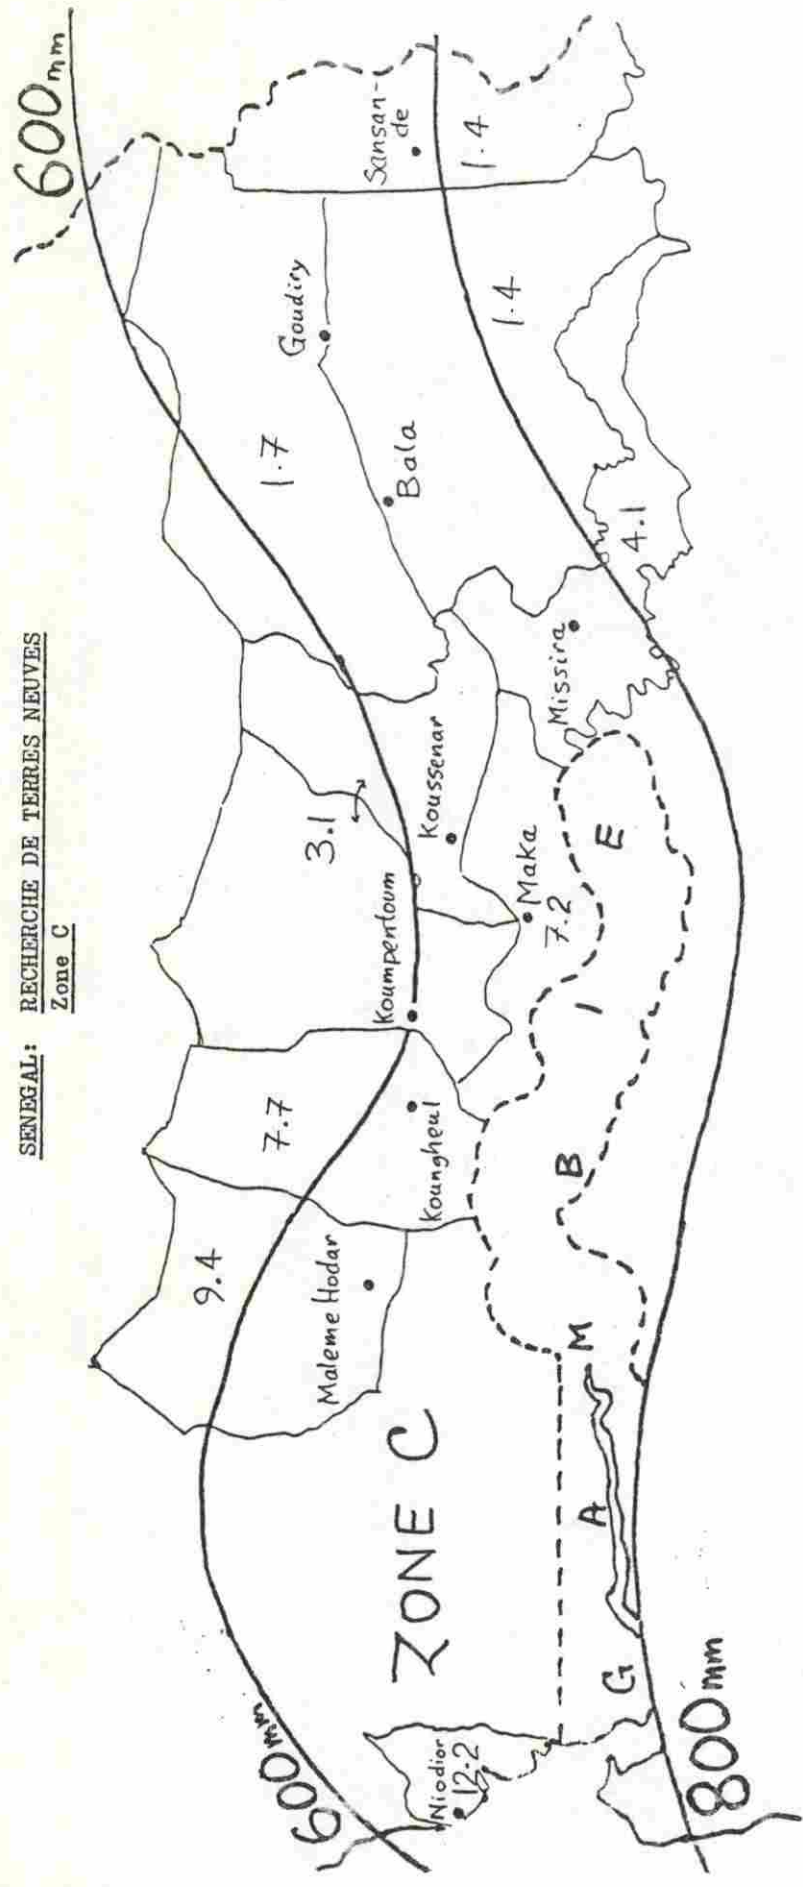 SENEGAL: RECHERCHE DE TERRES NEUVES
Zone C
600mm
600mm
800mm
ZONE C
GAMBIE
Niodior
12.2
Maleme Hodar
9.4
Koungheul
7.7
Koumpentoum
3.1
Koussenar
Maka
7.2
Missira
4.1
Bala
1.7
Goudiry
1.4
Sansan-
de
1.4